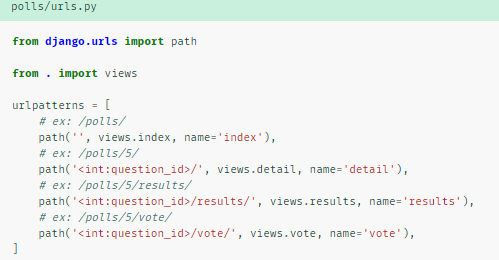 polls/urls.py
from django.urls import path
from . import views
urlpatterns = [
    # ex: /polls/
    path('', views.index, name='index'),
    # ex: /polls/5/
    path('<int:question_id>/', views.detail, name='detail'),
    # ex: /polls/5/results/
    path('<int:question_id>/results/', views.results, name='results'),
    # ex: /polls/5/vote/
    path('<int:question_id>/vote/', views.vote, name='vote'),
]